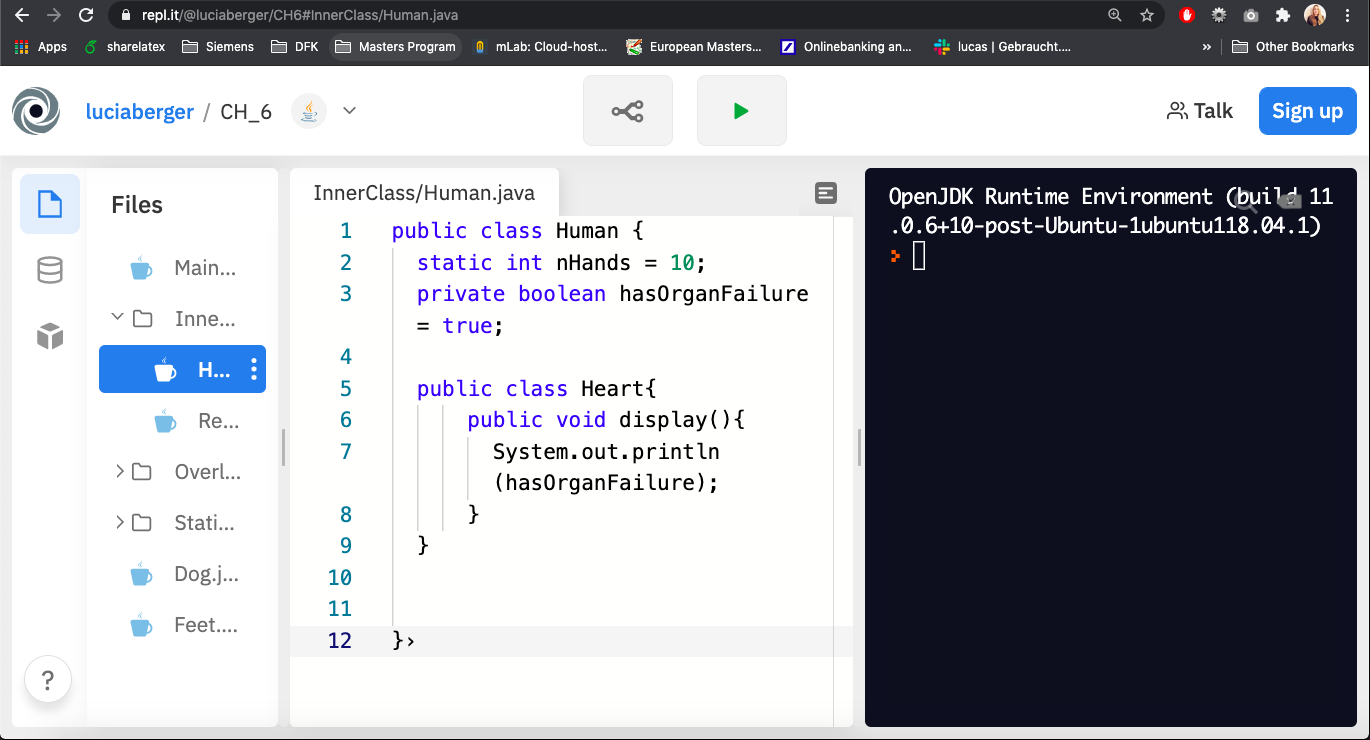 repl.it/@luciaberger/CH6#InnerClass/Human.java
Apps sharelatex Siemens DFK Masters Program mLab: Cloud-host... European Masters... Onlinebanking an... lucas | Gebraucht.... » Other Bookmarks
luciaberger / CH_6
Talk Sign up
Files
Main...
Inne...
H...
Re...
Overl...
Stati...
Dog.j...
Feet....
?
InnerClass/Human.java
1 public class Human {
2 static int nHands = 10;
3 private boolean hasOrganFailure
= true;
4
5 public class Heart{
6 public void display(){
7 System.out.println
(hasOrganFailure);
8 }
9 }
10
11
12 }›
OpenJDK Runtime Environment (build 11
.0.6+10-post-Ubuntu-1ubuntu118.04.1)